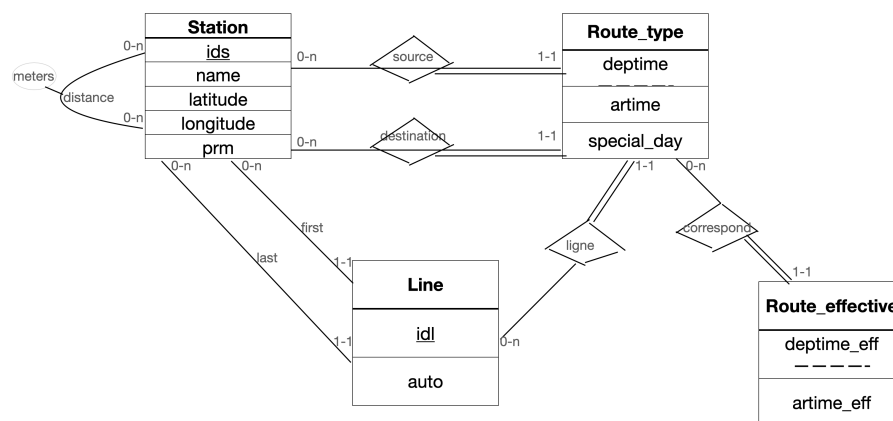 Station
ids
name
latitude
longitude
prm
0-n
0-n
meters
distance
0-n
source
1-1
0-n
destination
1-1
Route_type
deptime
artime
special_day
0-n
0-n
first
last
1-1
1-1
Line
idl
auto
0-n
ligne
1-1
0-n
correspond
1-1
Route_effective
deptime_eff
artime_eff